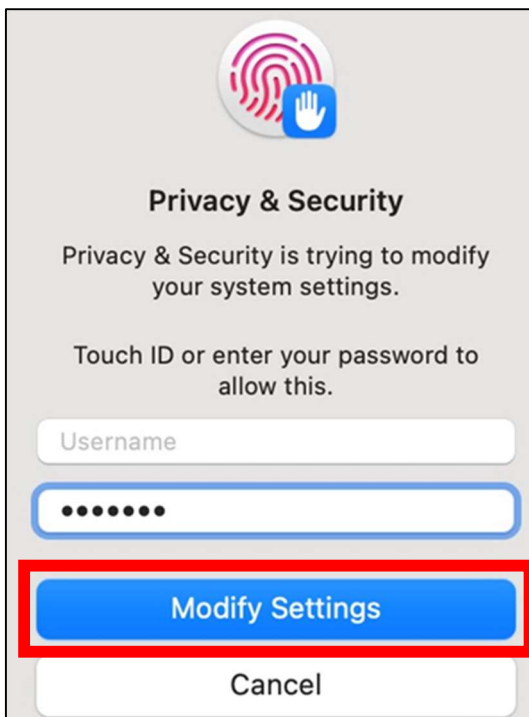 Privacy & Security
Privacy & Security is trying to modify
your system settings.
Touch ID or enter your password to
allow this.
Username
•••••••
Modify Settings
Cancel